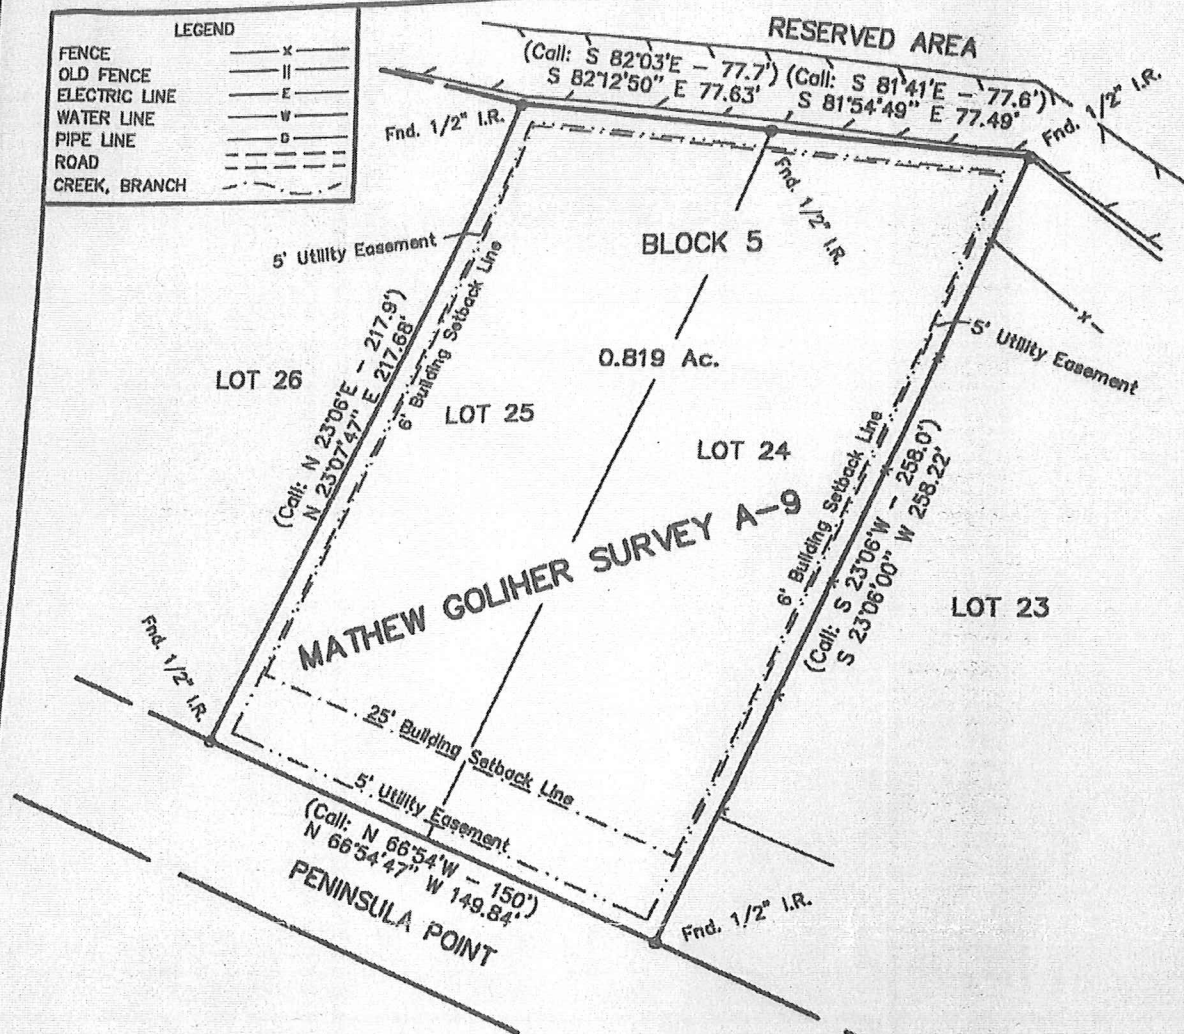 LEGEND
FENCE x
OLD FENCE II
ELECTRIC LINE E
WATER LINE W
PIPE LINE G
ROAD
CREEK, BRANCH
RESERVED AREA
(Call: S 82°03'E - 77.7')
S 82°12'50" E 77.63'
(Call: S 81°41'E - 77.6')
S 81°54'49" E 77.49'
Fnd. 1/2" I.R.
Fnd. 1/2" I.R.
Fnd. 1/2" I.R.
BLOCK 5
5' Utility Easement
6' Building Setback Line
5' Utility Easement
0.819 Ac.
LOT 26
LOT 25
LOT 24
(Call: N 23°06'E - 217.9')
N 23°07'47" E 217.68'
6' Building Setback Line
(Call: S 23°06'W - 258.0')
S 23°06'00" W 258.22'
MATHEW GOLIHER SURVEY A-9
LOT 23
Fnd. 1/2" I.R.
25' Building Setback Line
5' Utility Easement
(Call: N 66°54'W - 150')
N 66°54'47" W 149.84'
PENINSULA POINT
Fnd. 1/2" I.R.
x